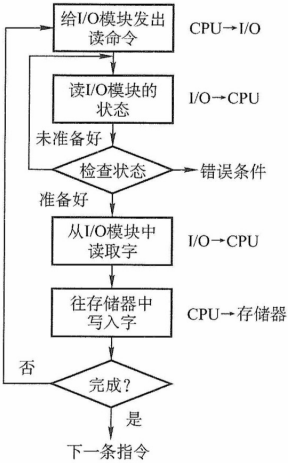 给I/O模块发出
读命令
CPU→I/O
读I/O模块的
状态
I/O→CPU
未准备好
检查状态
错误条件
准备好
从I/O模块中
读取字
I/O→CPU
往存储器中
写入字
CPU→存储器
否
完成?
是
下一条指令